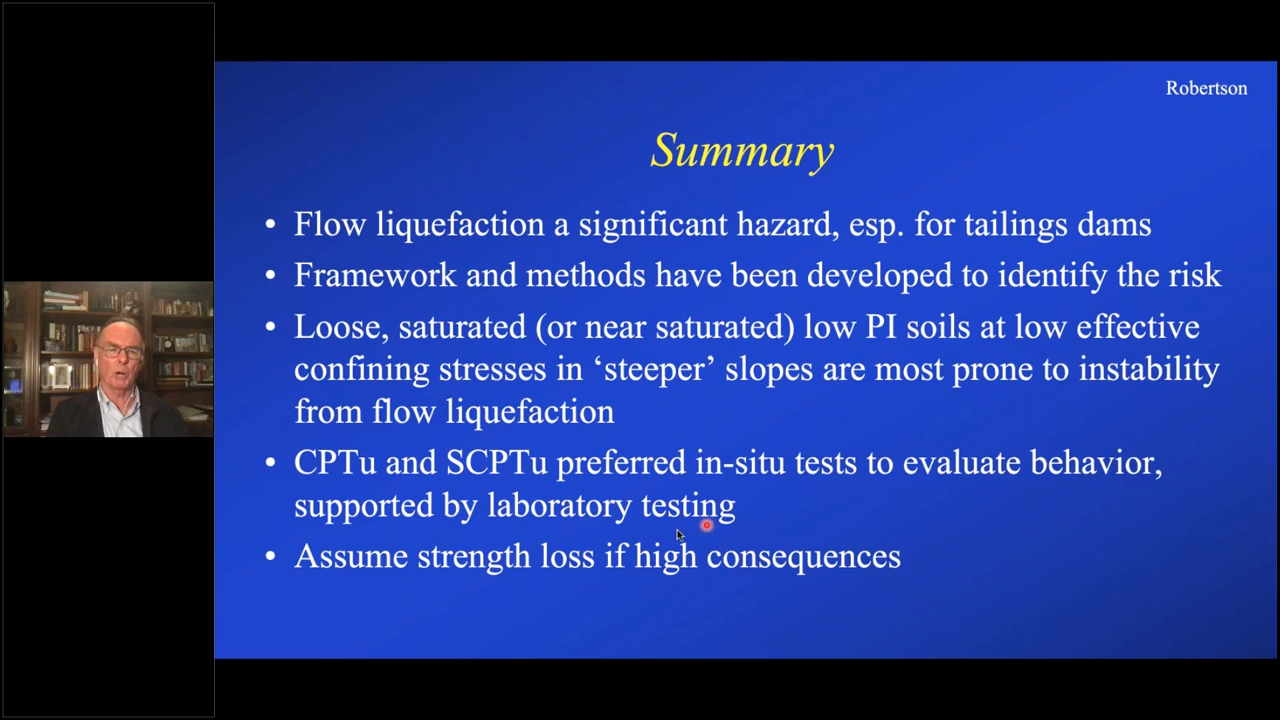 Robertson
Summary
• Flow liquefaction a significant hazard, esp. for tailings dams
• Framework and methods have been developed to identify the risk
• Loose, saturated (or near saturated) low PI soils at low effective
confining stresses in ‘steeper’ slopes are most prone to instability
from flow liquefaction
• CPTu and SCPTu preferred in-situ tests to evaluate behavior,
supported by laboratory testing
• Assume strength loss if high consequences